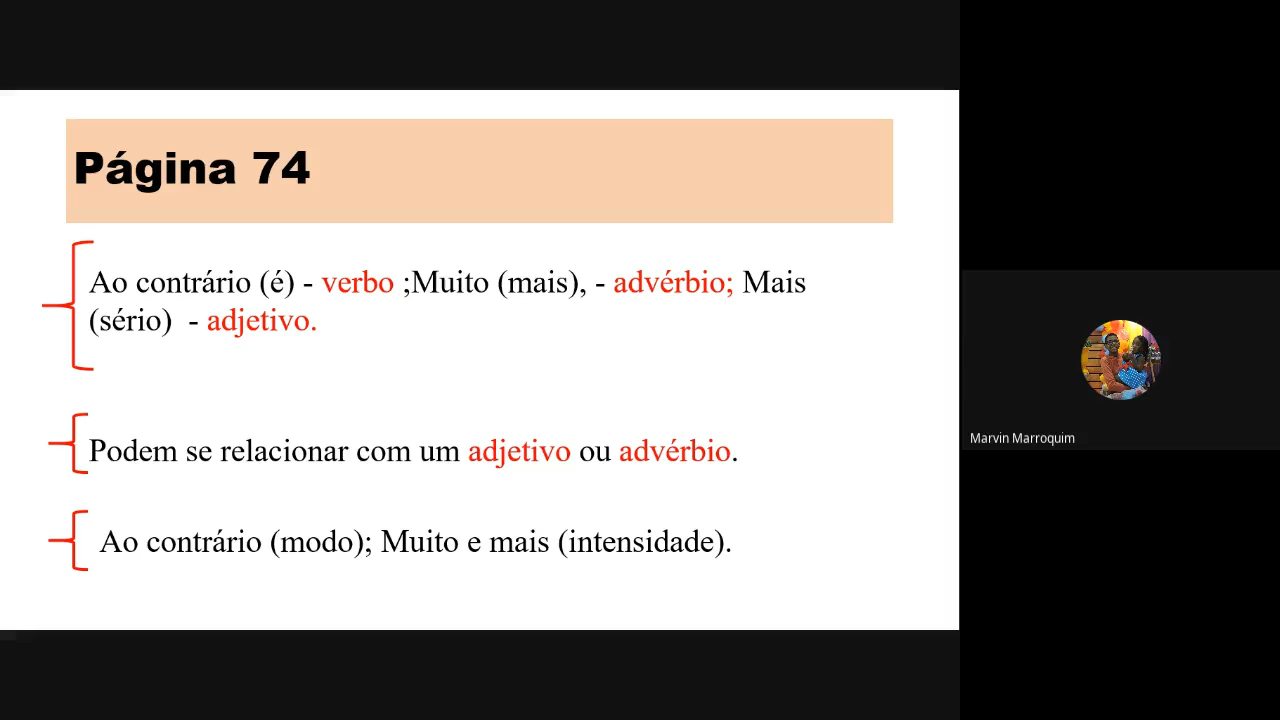 Página 74
Ao contrário (é) - verbo ;Muito (mais), - advérbio; Mais
(sério)  - adjetivo.
Podem se relacionar com um adjetivo ou advérbio.
Ao contrário (modo); Muito e mais (intensidade).
Marvin Marroquim